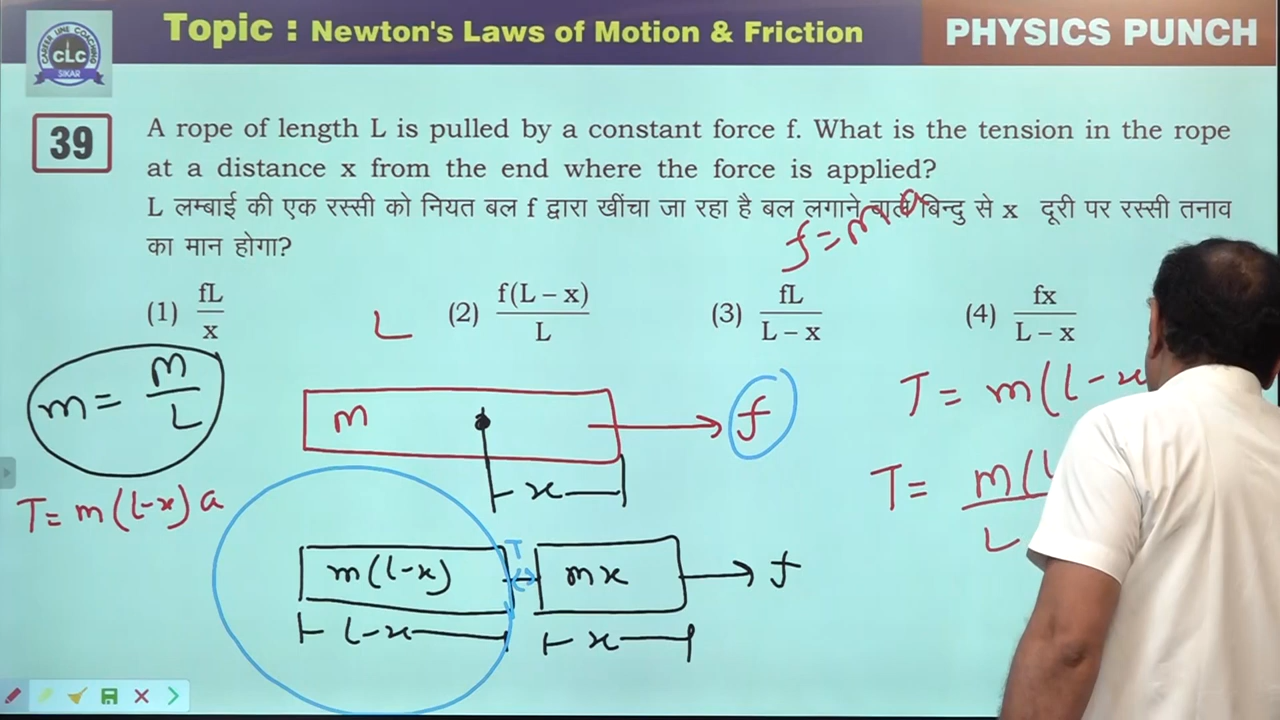 Topic : Newton's Laws of Motion & Friction
PHYSICS PUNCH
CAREER LINE COACHING
CLC
SIKAR
39
A rope of length L is pulled by a constant force f. What is the tension in the rope
at a distance x from the end where the force is applied?
L लम्बाई की एक रस्सी को नियत बल f द्वारा खींचा जा रहा है बल लगाने वाले बिन्दु से x दूरी पर रस्सी तनाव
का मान होगा?
f = ma
(1) fL/x
(2) f(L – x)/L
(3) fL/(L – x)
(4) fx/(L – x)
L
m = m/L
m
f
T = m(l-x
x
T = m(l-x) a
T = m(l
L
T
m(l-x)
mx
f
l-x
x